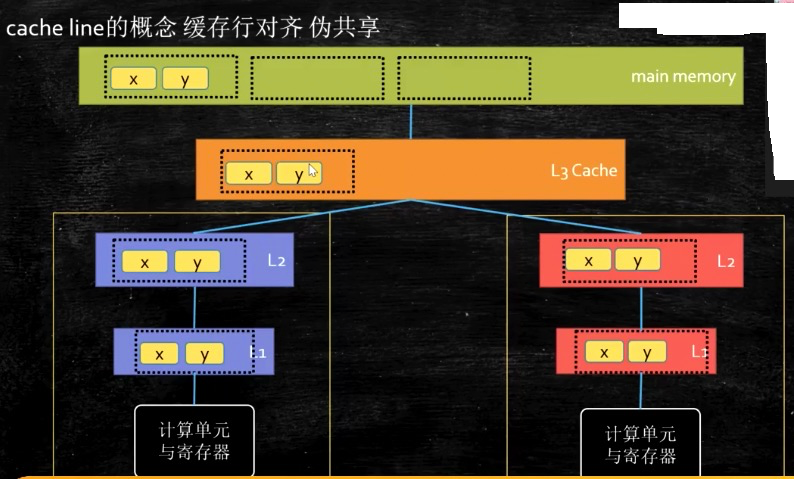 cache line的概念 缓存行对齐 伪共享
x y main memory
x y L3 Cache
x y L2
x y L2
x y L1
x y L1
计算单元
与寄存器
计算单元
与寄存器